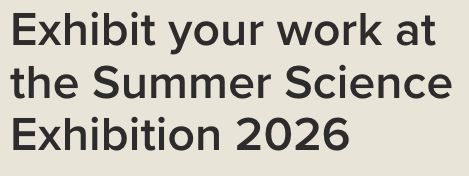 Exhibit your work at
the Summer Science
Exhibition 2026